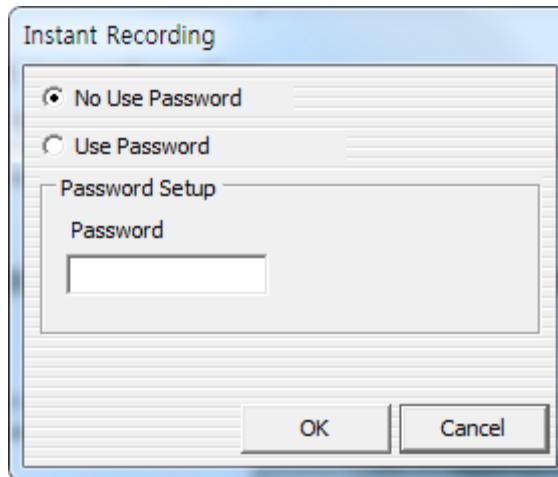 Instant Recording
No Use Password
Use Password
Password Setup
Password
OK Cancel